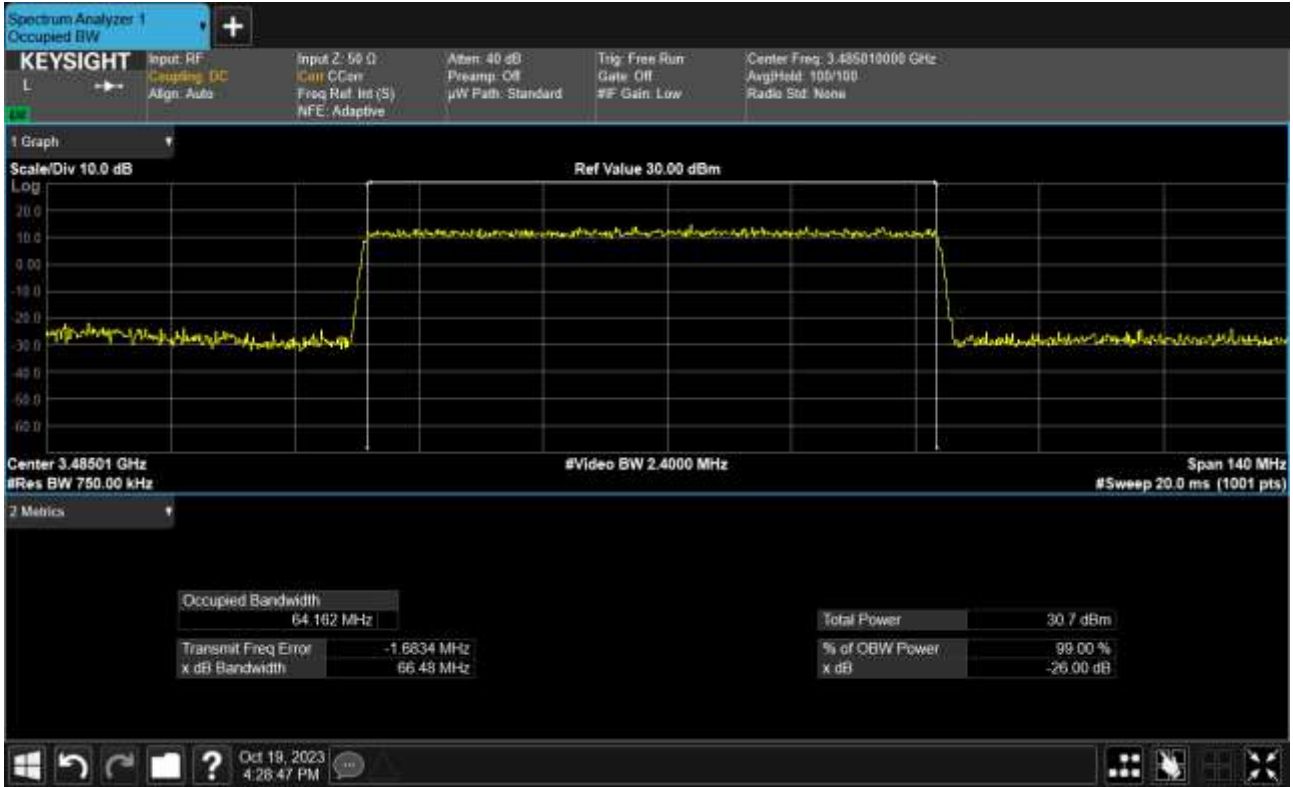 Spectrum Analyzer 1
Occupied BW
+
KEYSIGHT
L
Input: RF
Coupling: DC
Align: Auto
Input Z: 50 Ω
Corr CCorr
Freq Ref: Int (S)
NFE: Adaptive
Atten: 40 dB
Preamp: Off
µW Path: Standard
Trig: Free Run
Gate: Off
#IF Gain: Low
Center Freq: 3.485010000 GHz
Avg|Hold: 100/100
Radio Std: None
1 Graph
Scale/Div 10.0 dB
Ref Value 30.00 dBm
Log
20.0
10.0
0.00
-10.0
-20.0
-30.0
-40.0
-50.0
-60.0
Center 3.48501 GHz
#Video BW 2.4000 MHz
Span 140 MHz
#Res BW 750.00 kHz
#Sweep 20.0 ms (1001 pts)
2 Metrics
Occupied Bandwidth
64.162 MHz
Total Power 30.7 dBm
Transmit Freq Error -1.6834 MHz
% of OBW Power 99.00 %
x dB Bandwidth 66.48 MHz
x dB -26.00 dB
?
Oct 19, 2023
4:28:47 PM